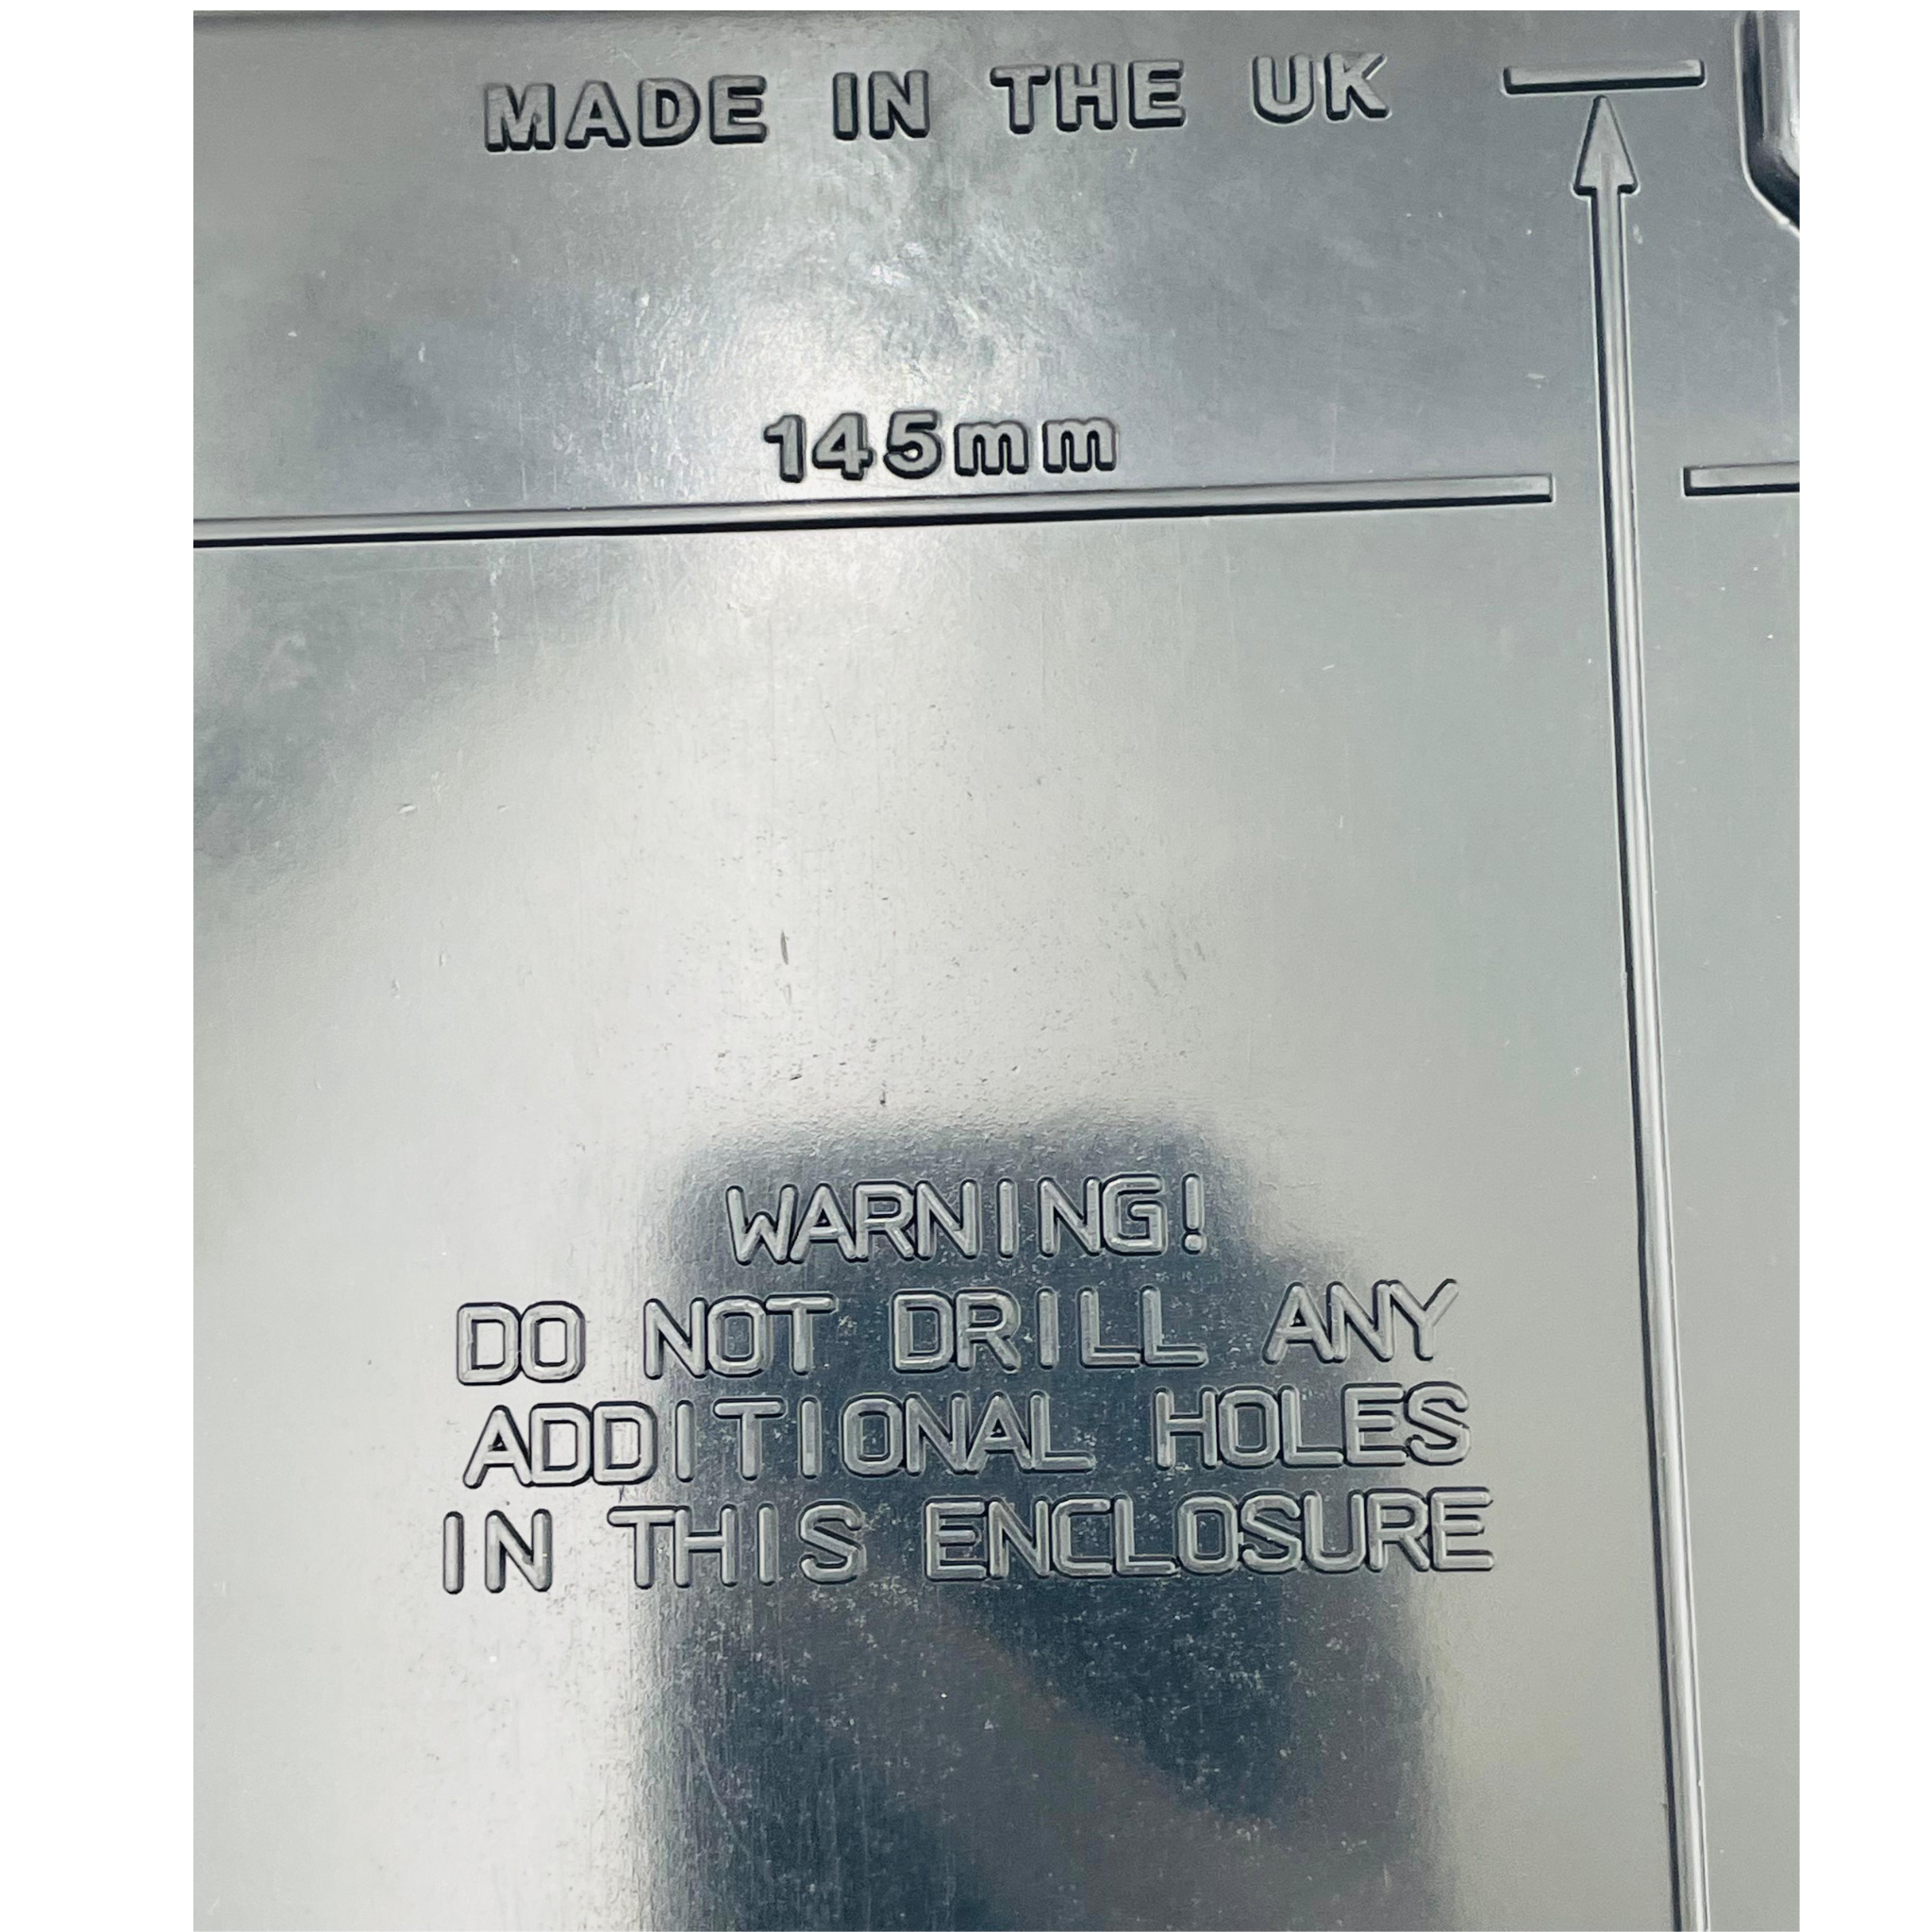 MADE IN THE UK
145mm
WARNING!
DO NOT DRILL ANY
ADDITIONAL HOLES
IN THIS ENCLOSURE